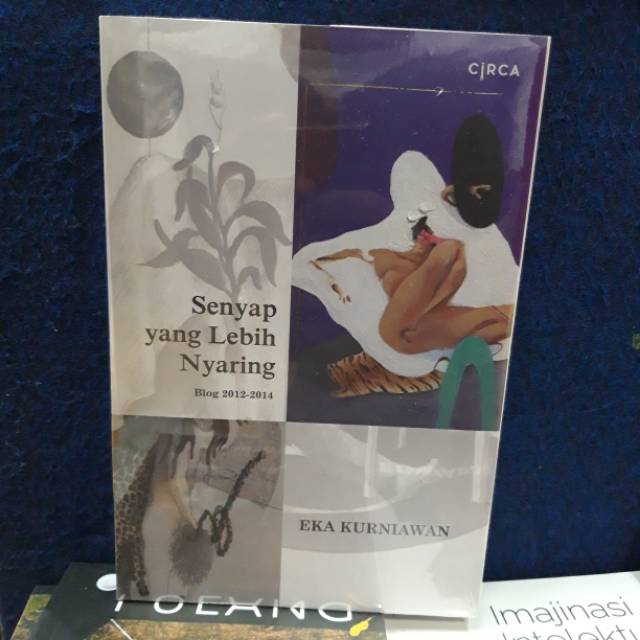 CIRCA
Senyap
yang Lebih
Nyaring
Blog 2012-2014
EKA KURNIAWAN
Imajinasi